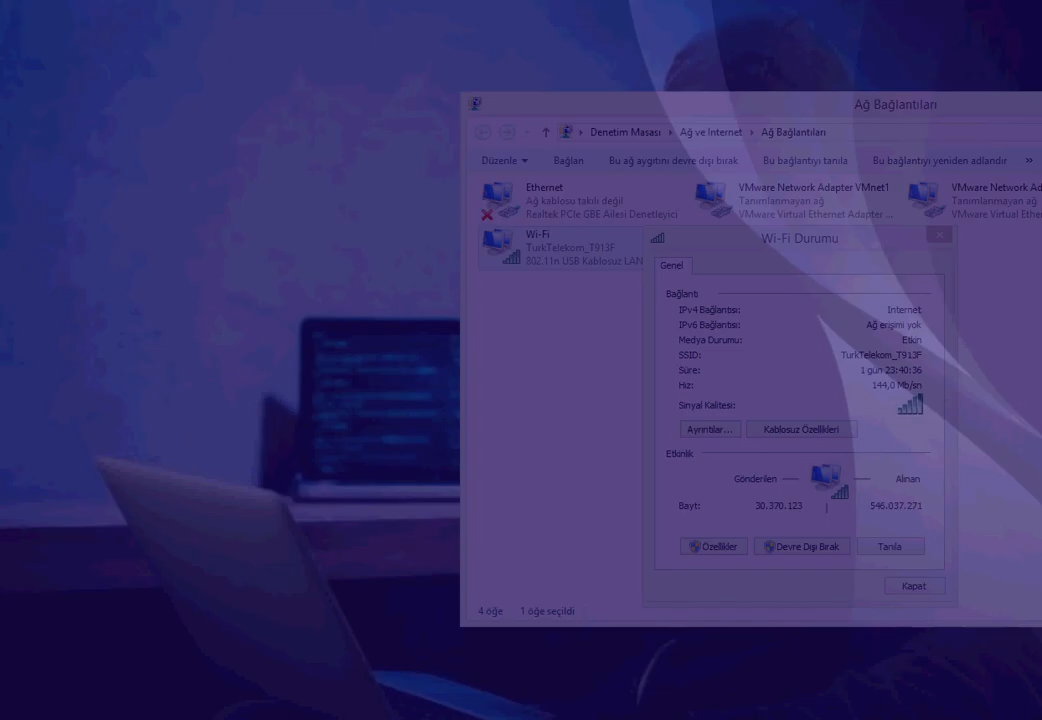 Ağ Bağlantıları
Denetim Masası Ağ ve Internet Ağ Bağlantıları
Düzenle Bağlan Bu ağ aygıtını devre dışı bırak Bu bağlantıyı tanıla Bu bağlantıyı yeniden adlandır »
Ethernet
Ağ kablosu takılı değil
Realtek PCIe GBE Ailesi Denetleyici
VMware Network Adapter VMnet1
Tanımlanmayan ağ
VMware Virtual Ethernet Adapter ...
VMware Network Ad
Tanımlanmayan ağ
VMware Virtual Ethe
Wi-Fi
TurkTelekom_T913F
802.11n USB Kablosuz LAN
Wi-Fi Durumu
Genel
Bağlantı
IPv4 Bağlantısı: Internet
IPv6 Bağlantısı: Ağ erişimi yok
Medya Durumu: Etkin
SSID: TurkTelekom_T913F
Süre: 1 gün 23:40:36
Hız: 144,0 Mb/sn
Sinyal Kalitesi:
Ayrıntılar... Kablosuz Özellikleri
Etkinlik
Gönderilen Alınan
Bayt: 30.370.123 546.037.271
Özellikler Devre Dışı Bırak Tanıla
Kapat
4 öğe 1 öğe seçildi